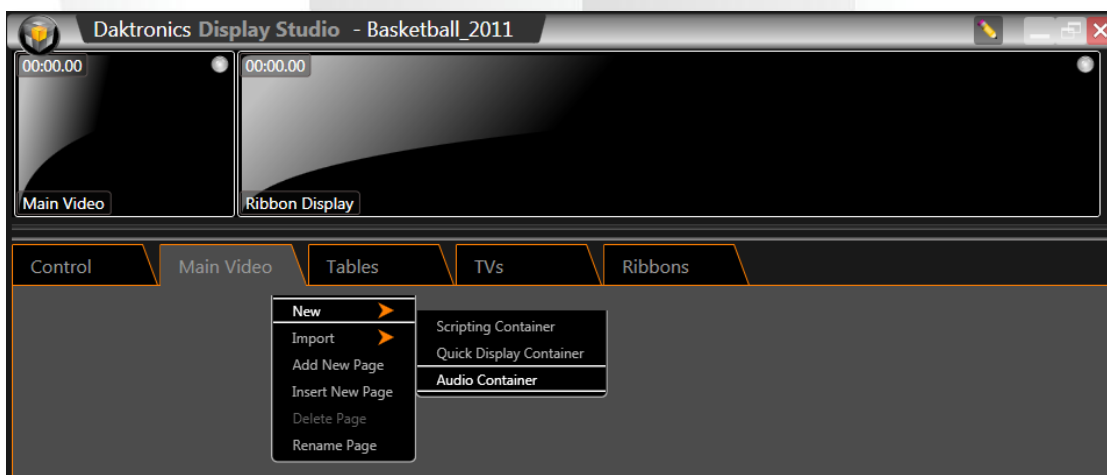 Daktronics Display Studio - Basketball_2011
00:00.00
00:00.00
Main Video
Ribbon Display
Control
Main Video
Tables
TVs
Ribbons
New
Import
Add New Page
Insert New Page
Delete Page
Rename Page
Scripting Container
Quick Display Container
Audio Container